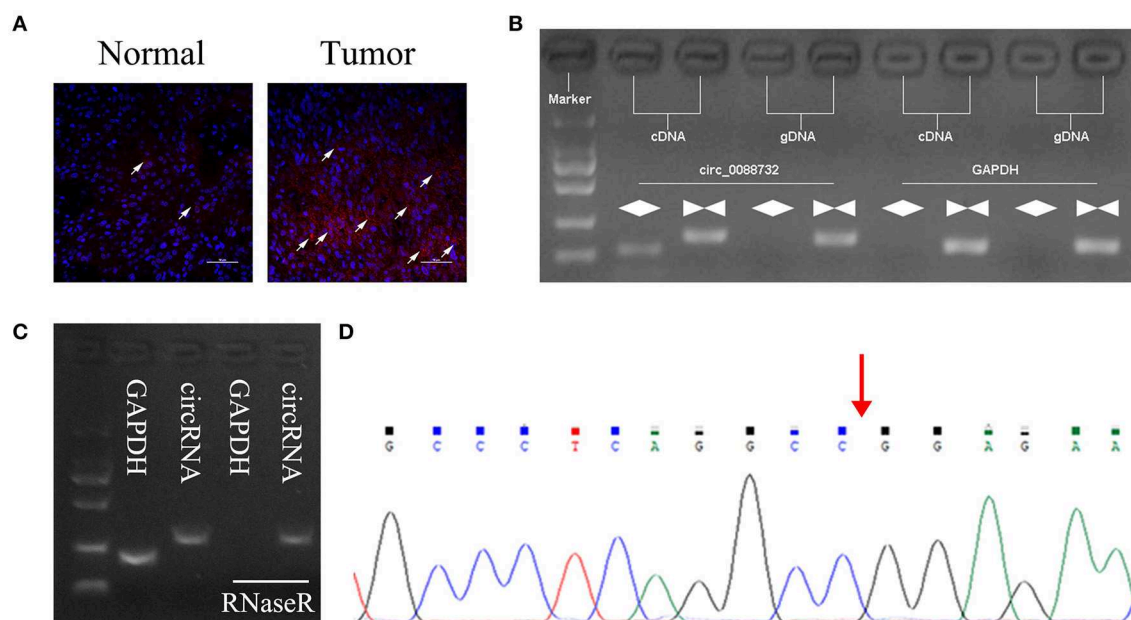 A
Normal
Tumor
B
Marker
cDNA
gDNA
cDNA
gDNA
circ_0088732
GAPDH
C
GAPDH
circRNA
GAPDH
circRNA
RNaseR
D
G C C C T C A G G C C G G A G A A